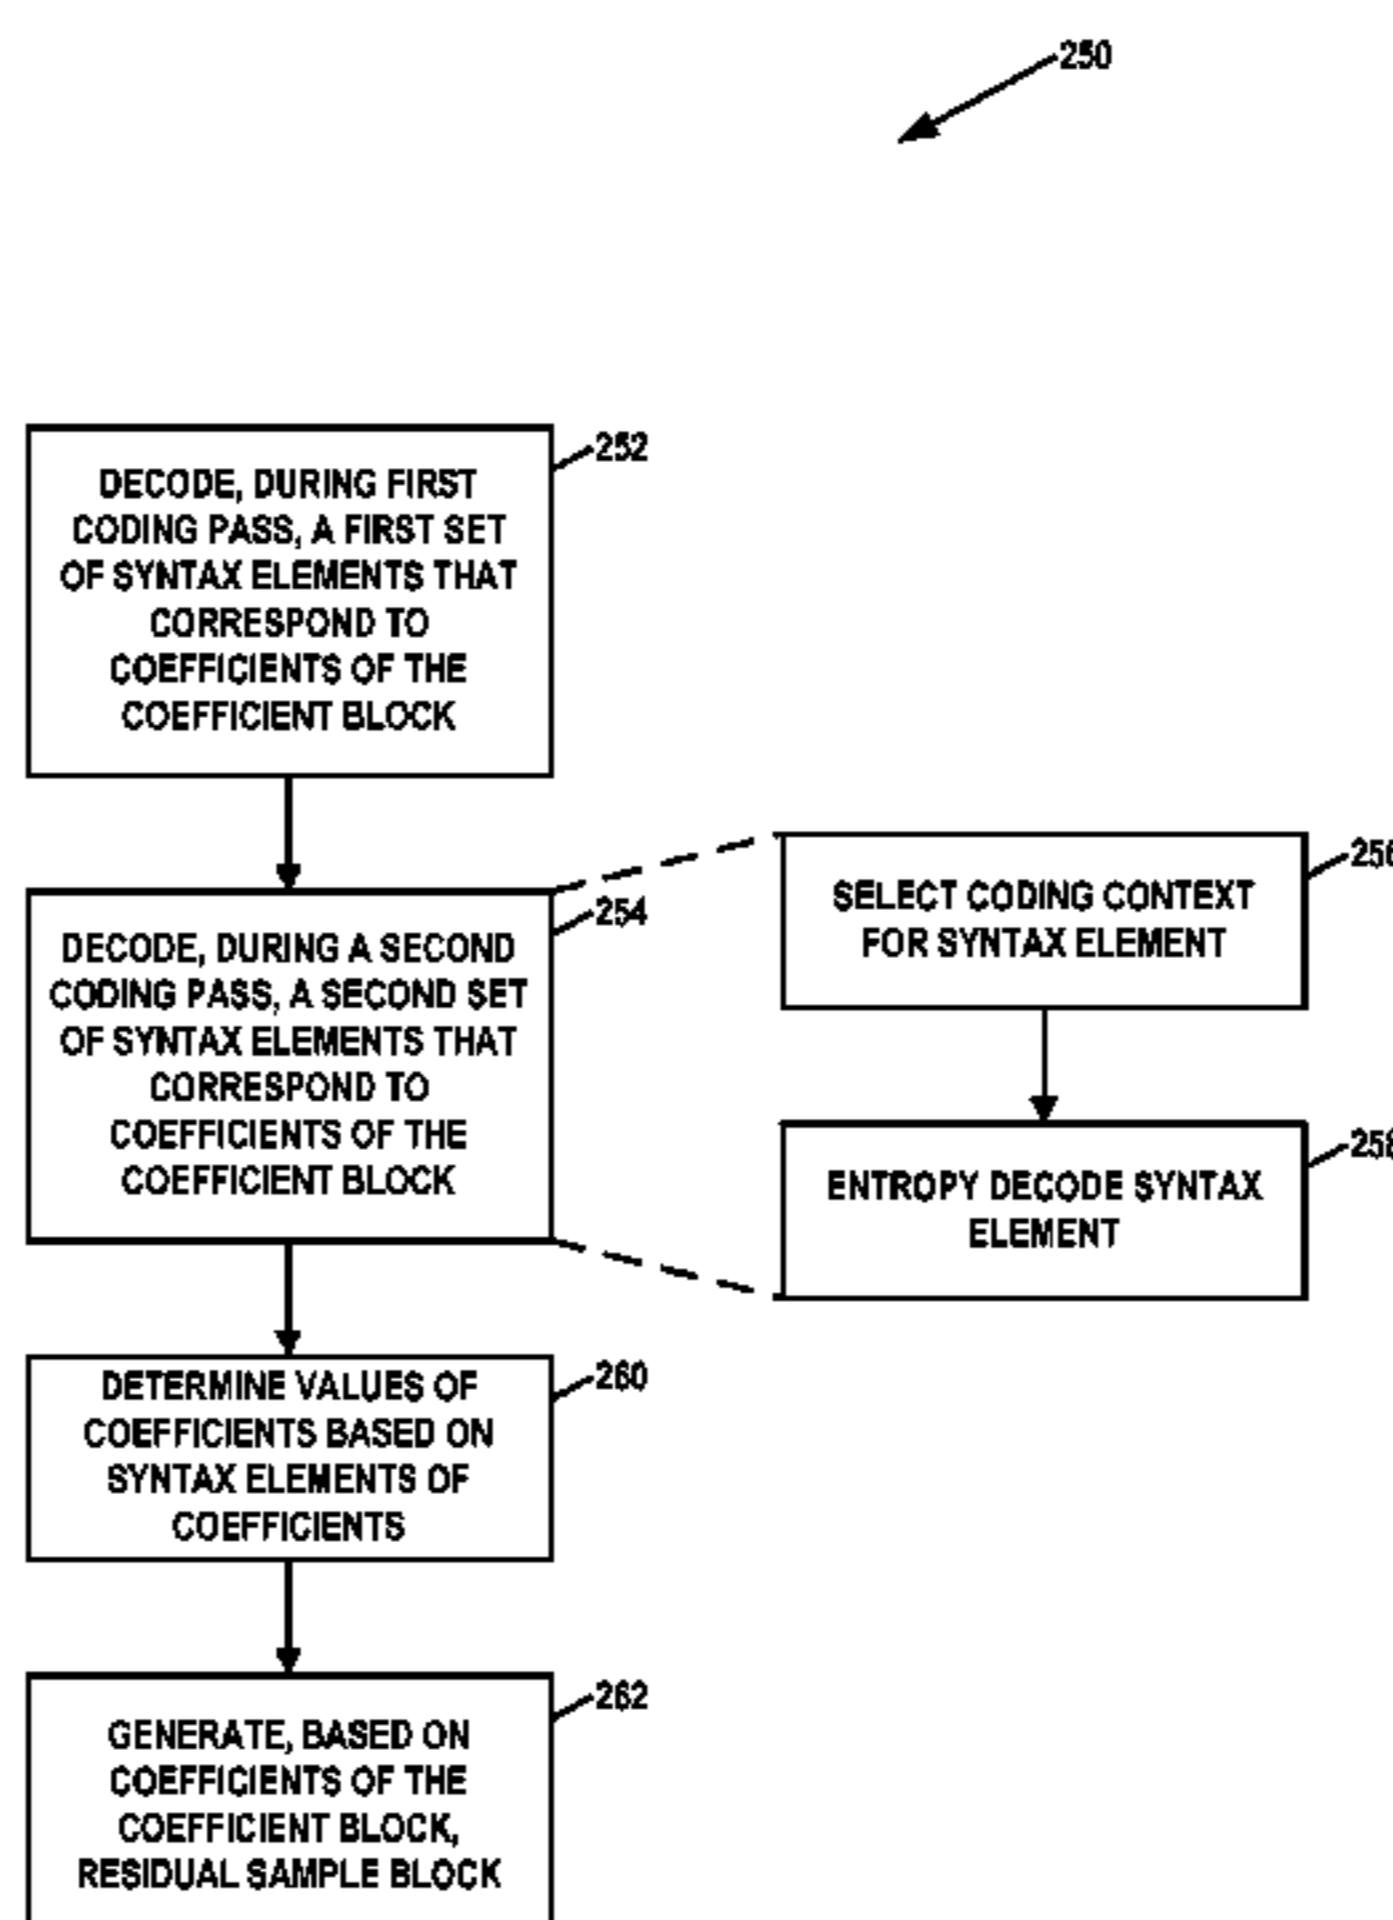 250
252
DECODE, DURING FIRST
CODING PASS, A FIRST SET
OF SYNTAX ELEMENTS THAT
CORRESPOND TO
COEFFICIENTS OF THE
COEFFICIENT BLOCK
254
DECODE, DURING A SECOND
CODING PASS, A SECOND SET
OF SYNTAX ELEMENTS THAT
CORRESPOND TO
COEFFICIENTS OF THE
COEFFICIENT BLOCK
256
SELECT CODING CONTEXT
FOR SYNTAX ELEMENT
258
ENTROPY DECODE SYNTAX
ELEMENT
260
DETERMINE VALUES OF
COEFFICIENTS BASED ON
SYNTAX ELEMENTS OF
COEFFICIENTS
262
GENERATE, BASED ON
COEFFICIENTS OF THE
COEFFICIENT BLOCK,
RESIDUAL SAMPLE BLOCK